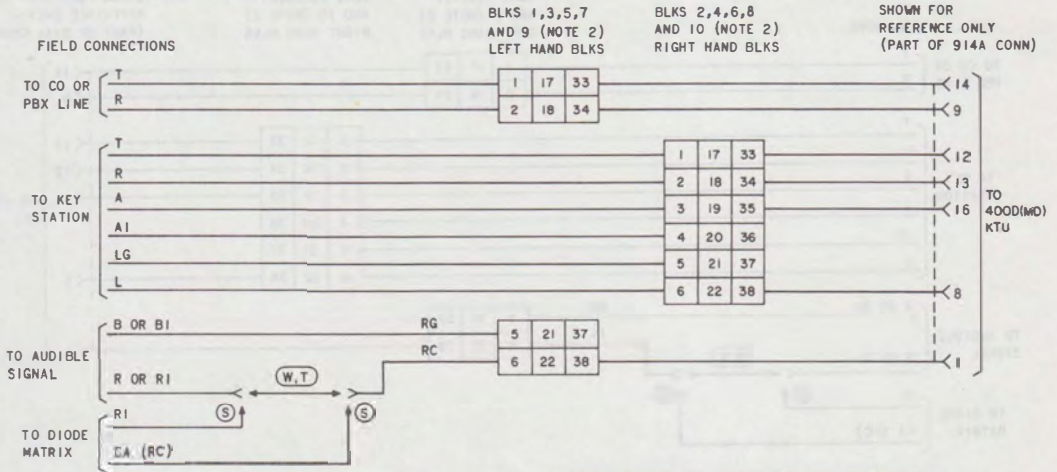 BLKS 1,3,5,7
AND 9 (NOTE 2)
LEFT HAND BLKS
BLKS 2,4,6,8
AND 10 (NOTE 2)
RIGHT HAND BLKS
SHOWN FOR
REFERENCE ONLY
(PART OF 914A CONN)
FIELD CONNECTIONS
TO CO OR
PBX LINE
T
1 17 33
14
R
2 18 34
9
TO KEY
STATION
T
1 17 33
12
R
2 18 34
13
A
3 19 35
16
A1
4 20 36
LG
5 21 37
L
6 22 38
8
TO
400D(MD)
KTU
TO AUDIBLE
SIGNAL
B OR B1
RG
5 21 37
RC
6 22 38
1
R OR R1
W,T
S
S
TO DIODE
MATRIX
R1
EA (RC)